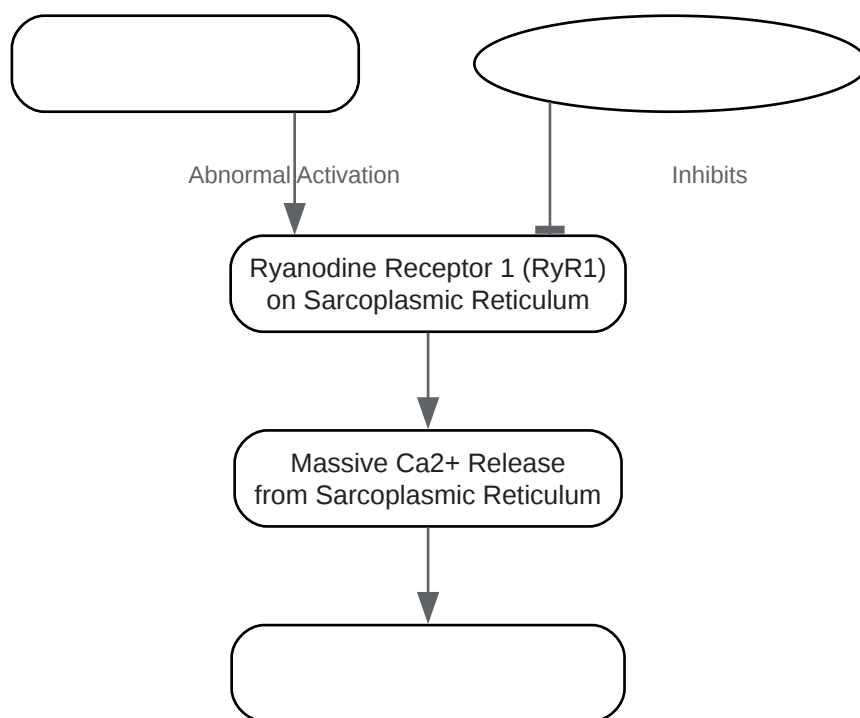 Abnormal Activation
Inhibits
Ryanodine Receptor 1 (RyR1)
on Sarcoplasmic Reticulum
Massive Ca2+ Release
from Sarcoplasmic Reticulum